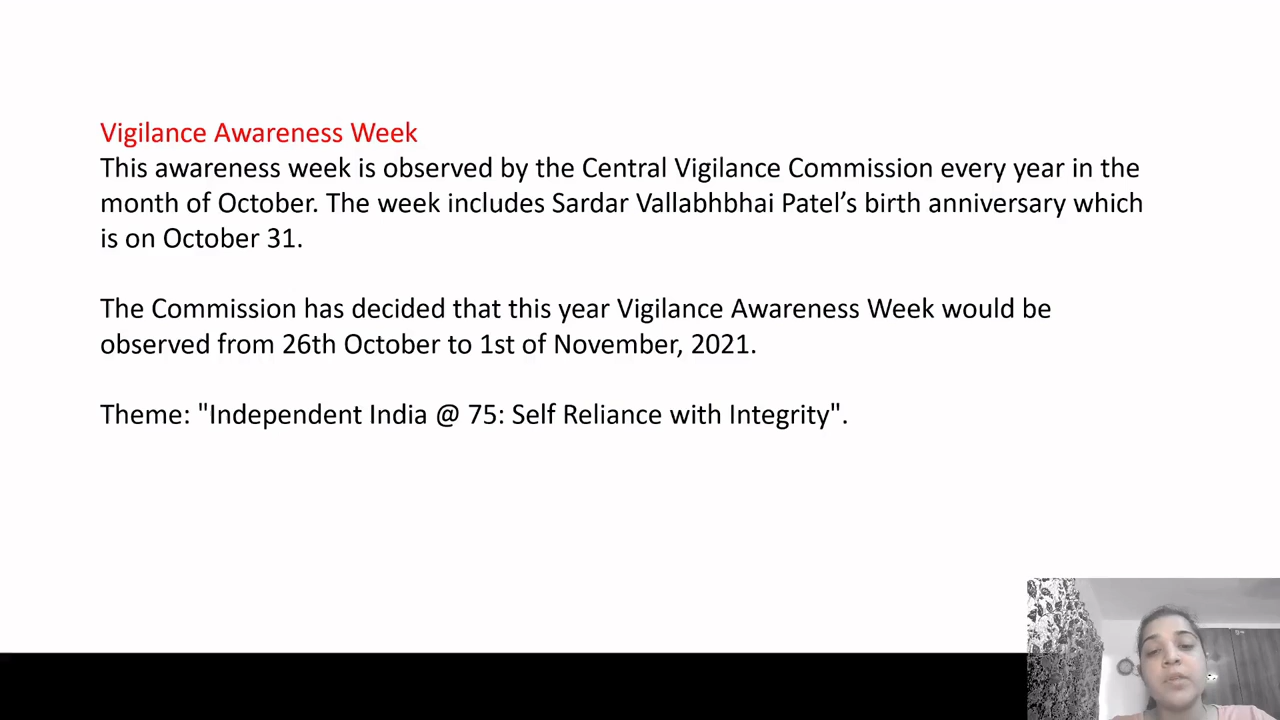 Vigilance Awareness Week
This awareness week is observed by the Central Vigilance Commission every year in the
month of October. The week includes Sardar Vallabhbhai Patel’s birth anniversary which
is on October 31.
The Commission has decided that this year Vigilance Awareness Week would be
observed from 26th October to 1st of November, 2021.
Theme: "Independent India @ 75: Self Reliance with Integrity".